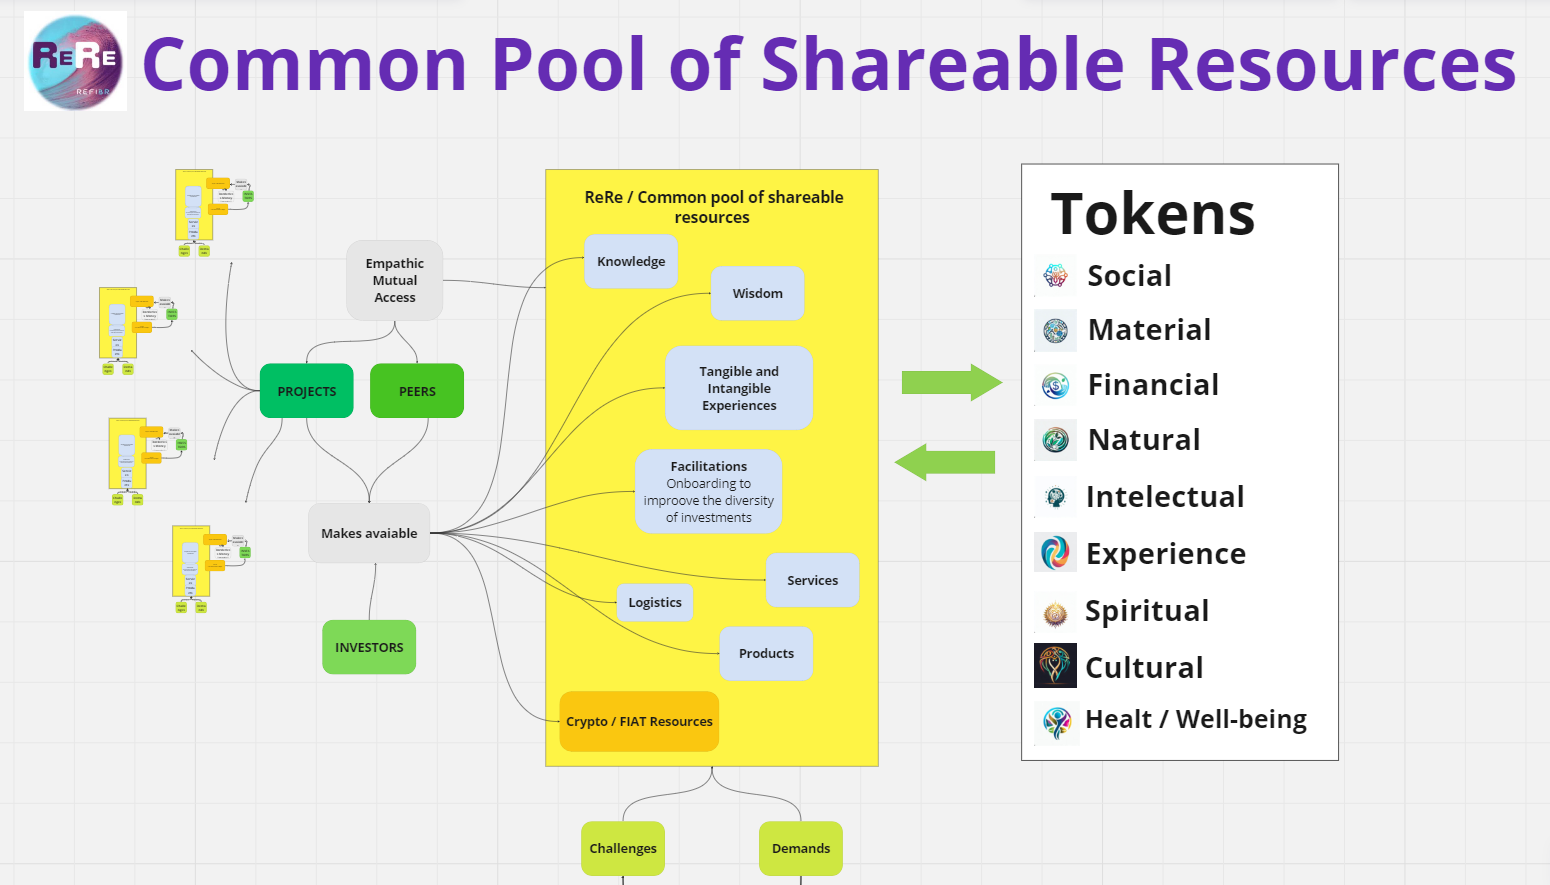 ReRe
REFIBR
Common Pool of Shareable Resources
Empathic
Mutual
Access
PROJECTS
PEERS
Makes avaiable
INVESTORS
ReRe / Common pool of shareable
resources
Knowledge
Wisdom
Tangible and
Intangible
Experiences
Facilitations
Onboarding to
improove the diversity
of investments
Services
Logistics
Products
Crypto / FIAT Resources
Challenges
Demands
Tokens
Social
Material
Financial
Natural
Intelectual
Experience
Spiritual
Cultural
Healt / Well-being